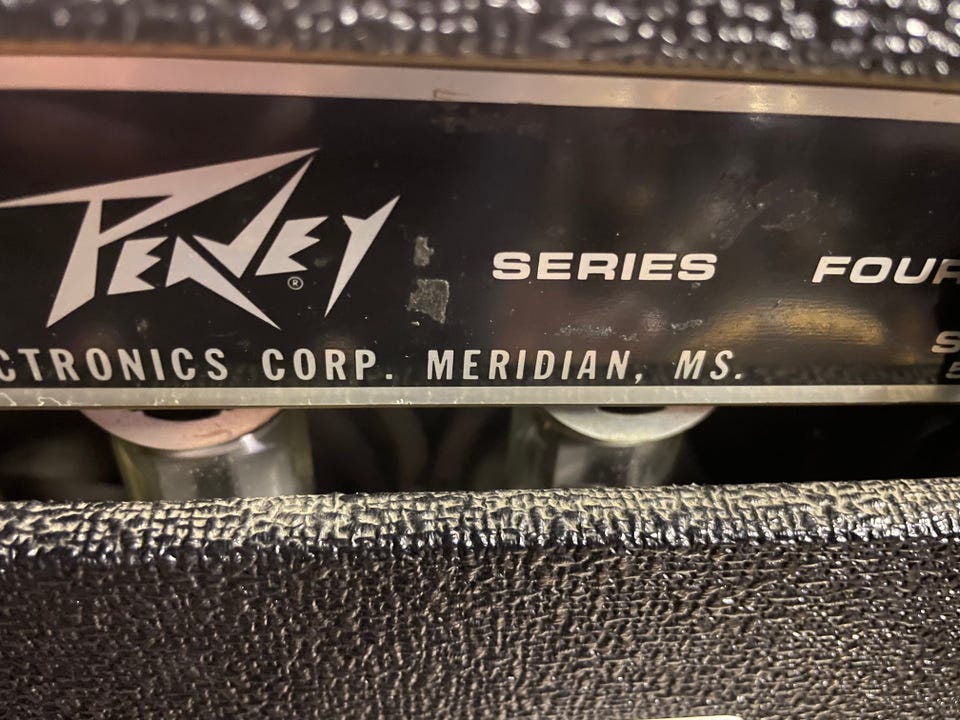 PEAVEY®
SERIES FOUR
CTRONICS CORP. MERIDIAN, MS.